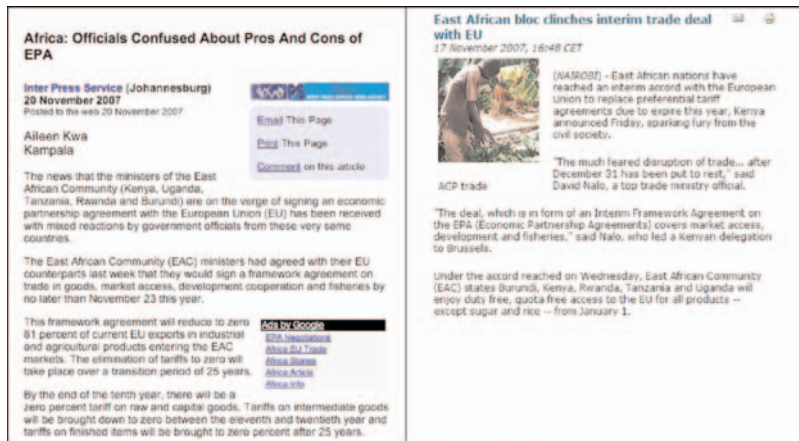 Africa: Officials Confused About Pros And Cons of
EPA
Inter Press Service (Johannesburg)
20 November 2007
Posted to the web 20 November 2007
Email This Page
Print This Page
Comment on this article
Aileen Kwa
Kampala
The news that the ministers of the East
African Community (Kenya, Uganda,
Tanzania, Rwanda and Burundi) are on the verge of signing an economic
partnership agreement with the European Union (EU) has been received
with mixed reactions by government officials from these very same
countries.
The East African Community (EAC) ministers had agreed with their EU
counterparts last week that they would sign a framework agreement on
trade in goods, market access, development cooperation and fisheries by
no later than November 23 this year.
This framework agreement will reduce to zero
81 percent of current EU exports in industrial
and agricultural products entering the EAC
markets. The elimination of tariffs to zero will
take place over a transition period of 25 years.
Ads by Google
EPA Negotiations
Africa EU Trade
Africa Stores
Africa Article
Africa Info
By the end of the tenth year, there will be a
zero percent tariff on raw and capital goods. Tariffs on intermediate goods
will be brought down to zero between the eleventh and twentieth year and
tariffs on finished items will be brought to zero percent after 25 years.
East African bloc clinches interim trade deal
with EU
17 November 2007, 16:48 CET
(NAIROBI) - East African nations have
reached an interim accord with the European
Union to replace preferential tariff
agreements due to expire this year, Kenya
announced Friday, sparking fury from the
civil society.
"The much feared disruption of trade... after
December 31 has been put to rest," said
David Nalo, a top trade ministry official.
ACP trade
"The deal, which is in form of an Interim Framework Agreement on
the EPA (Economic Partnership Agreements) covers market access,
development and fisheries," said Nalo, who led a Kenyan delegation
to Brussels.
Under the accord reached on Wednesday, East African Community
(EAC) states Burundi, Kenya, Rwanda, Tanzania and Uganda will
enjoy duty free, quota free access to the EU for all products --
except sugar and rice -- from January 1.